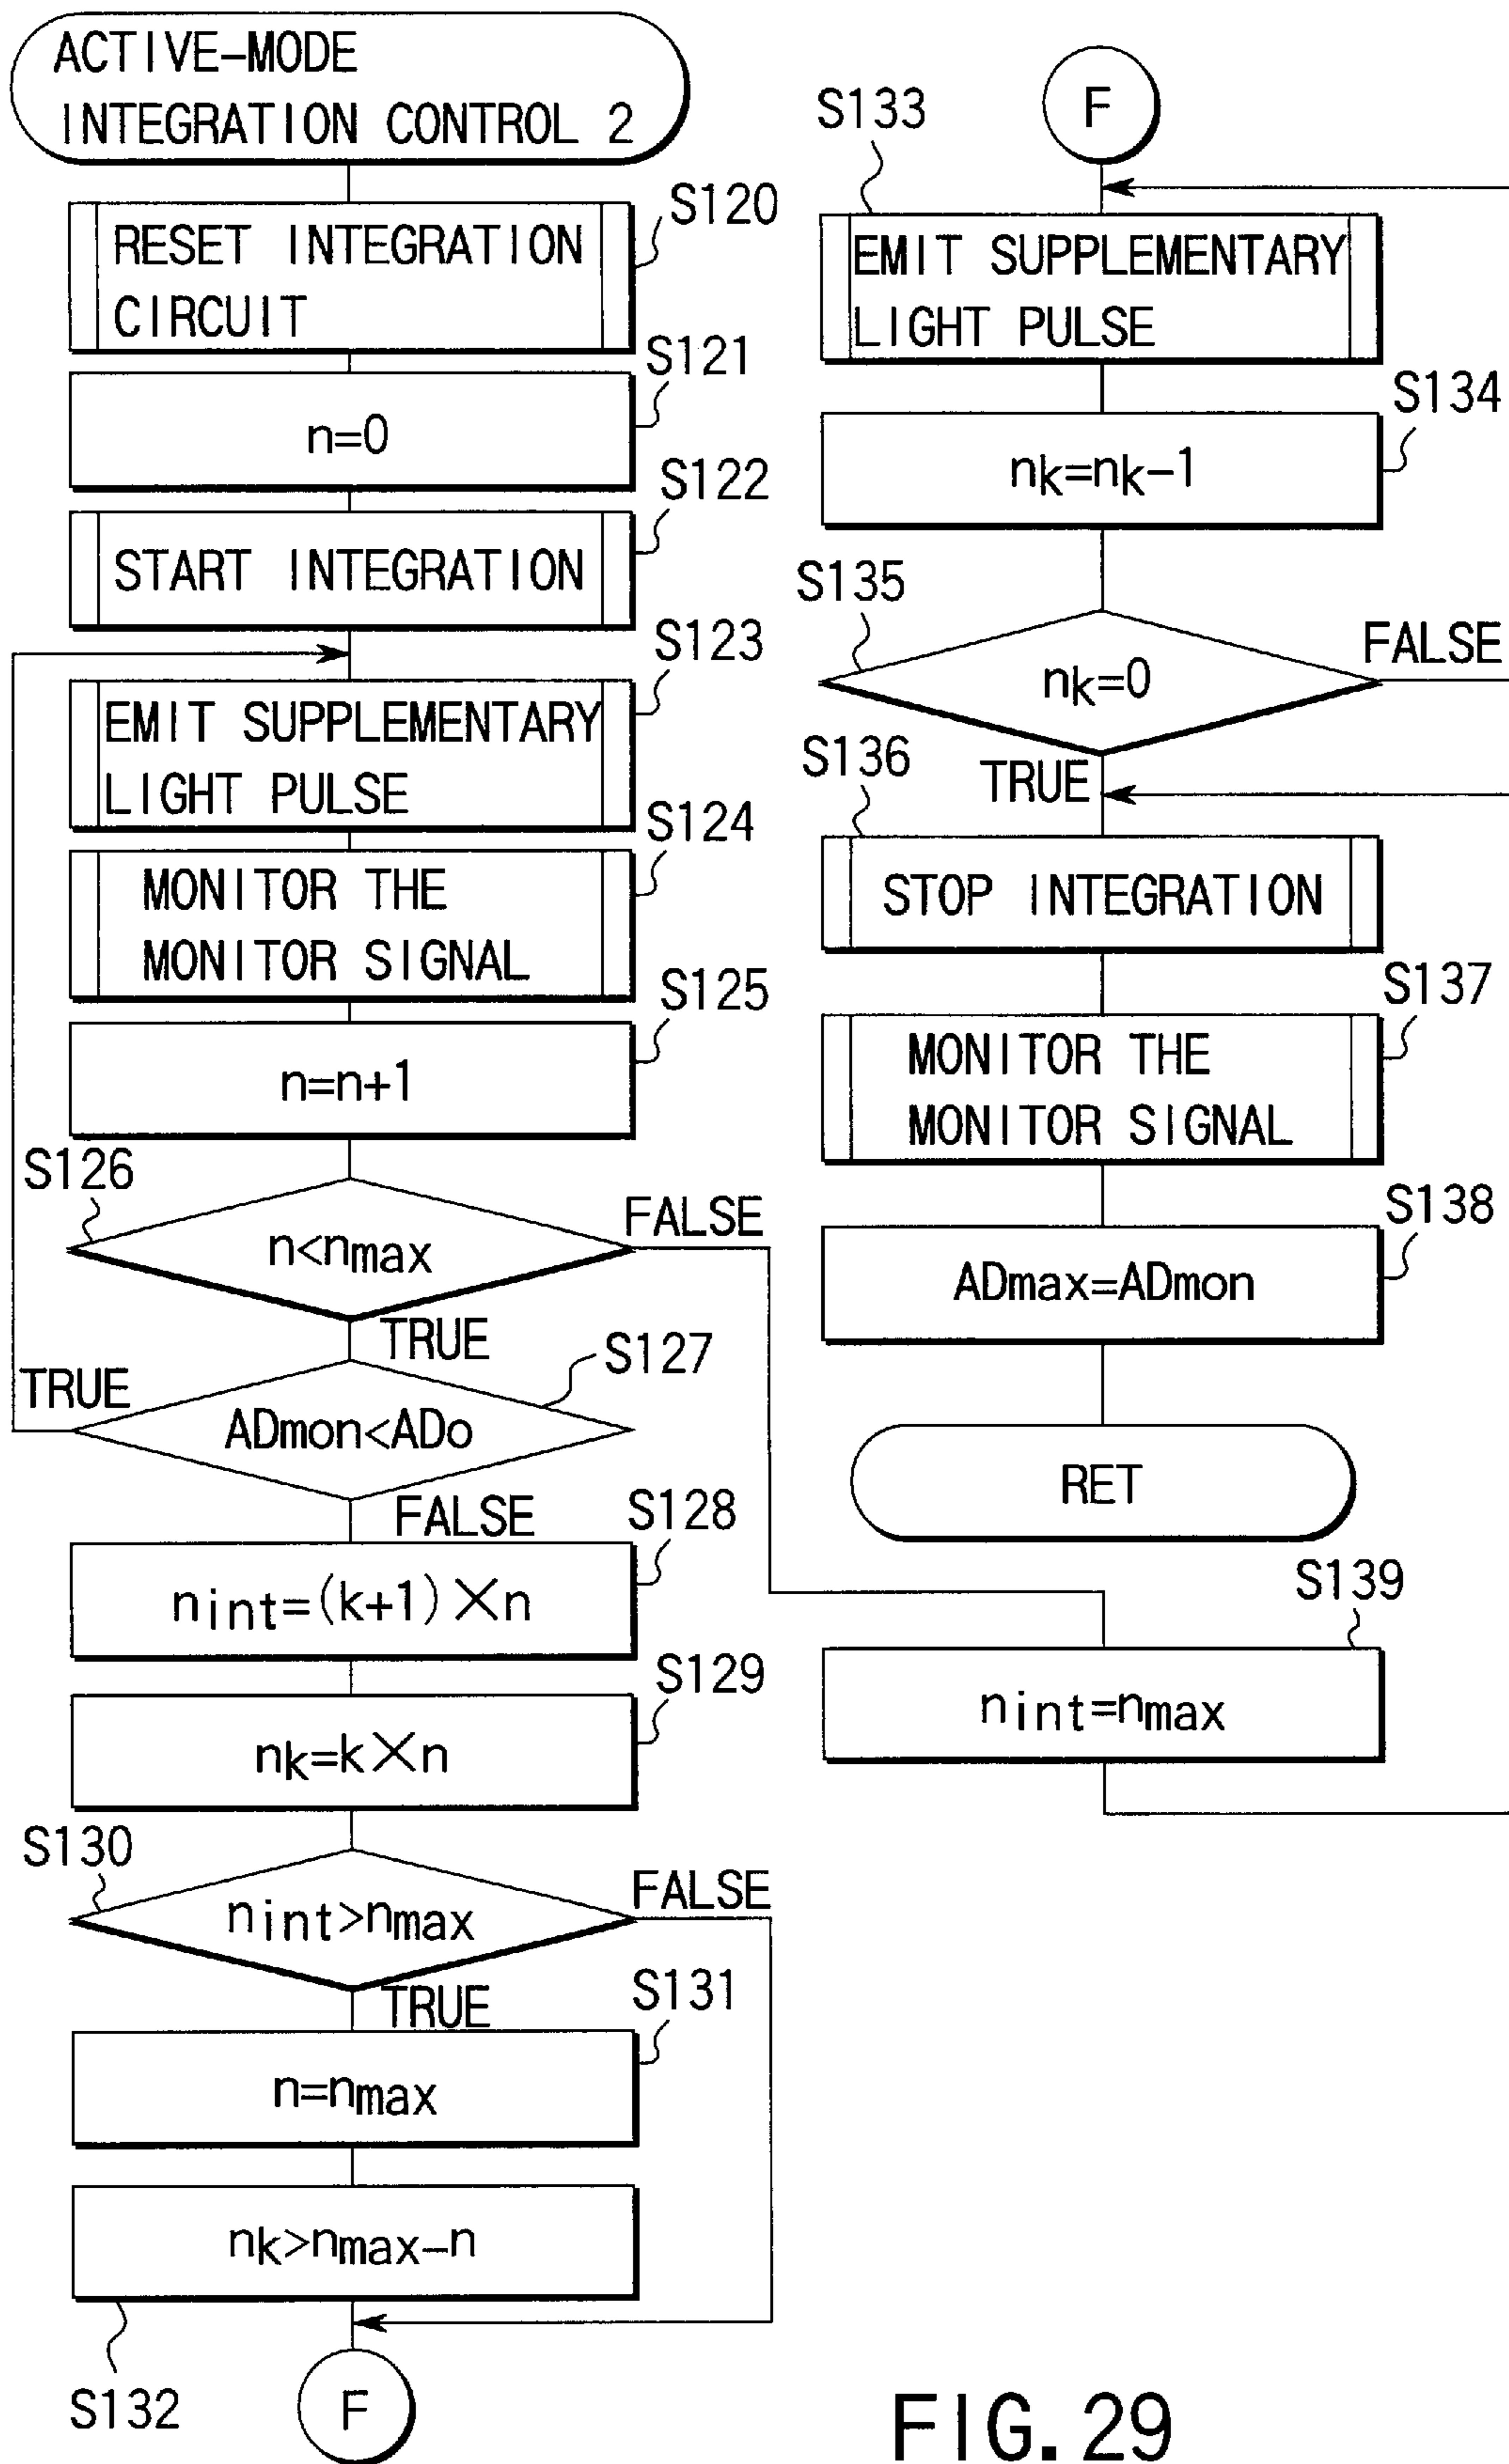 ACTIVE-MODE
INTEGRATION CONTROL 2
RESET INTEGRATION
CIRCUIT
S120
n=0
S121
START INTEGRATION
S122
EMIT SUPPLEMENTARY
LIGHT PULSE
S123
MONITOR THE
MONITOR SIGNAL
S124
n=n+1
S125
S126
n<nmax
FALSE
TRUE
S127
TRUE
ADmon<ADo
FALSE
S128
nint=(k+1)×n
S129
nk=k×n
S130
nint>nmax
FALSE
TRUE
S131
n=nmax
nk>nmax-n
S132
F
F
S133
EMIT SUPPLEMENTARY
LIGHT PULSE
S134
nk=nk-1
S135
nk=0
FALSE
TRUE
S136
STOP INTEGRATION
S137
MONITOR THE
MONITOR SIGNAL
S138
ADmax=ADmon
RET
S139
nint=nmax
FIG. 29